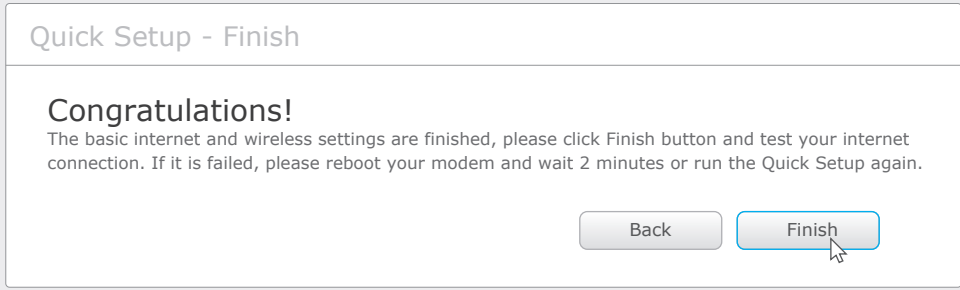 Quick Setup - Finish
Congratulations!
The basic internet and wireless settings are finished, please click Finish button and test your internet
connection. If it is failed, please reboot your modem and wait 2 minutes or run the Quick Setup again.
Back
Finish